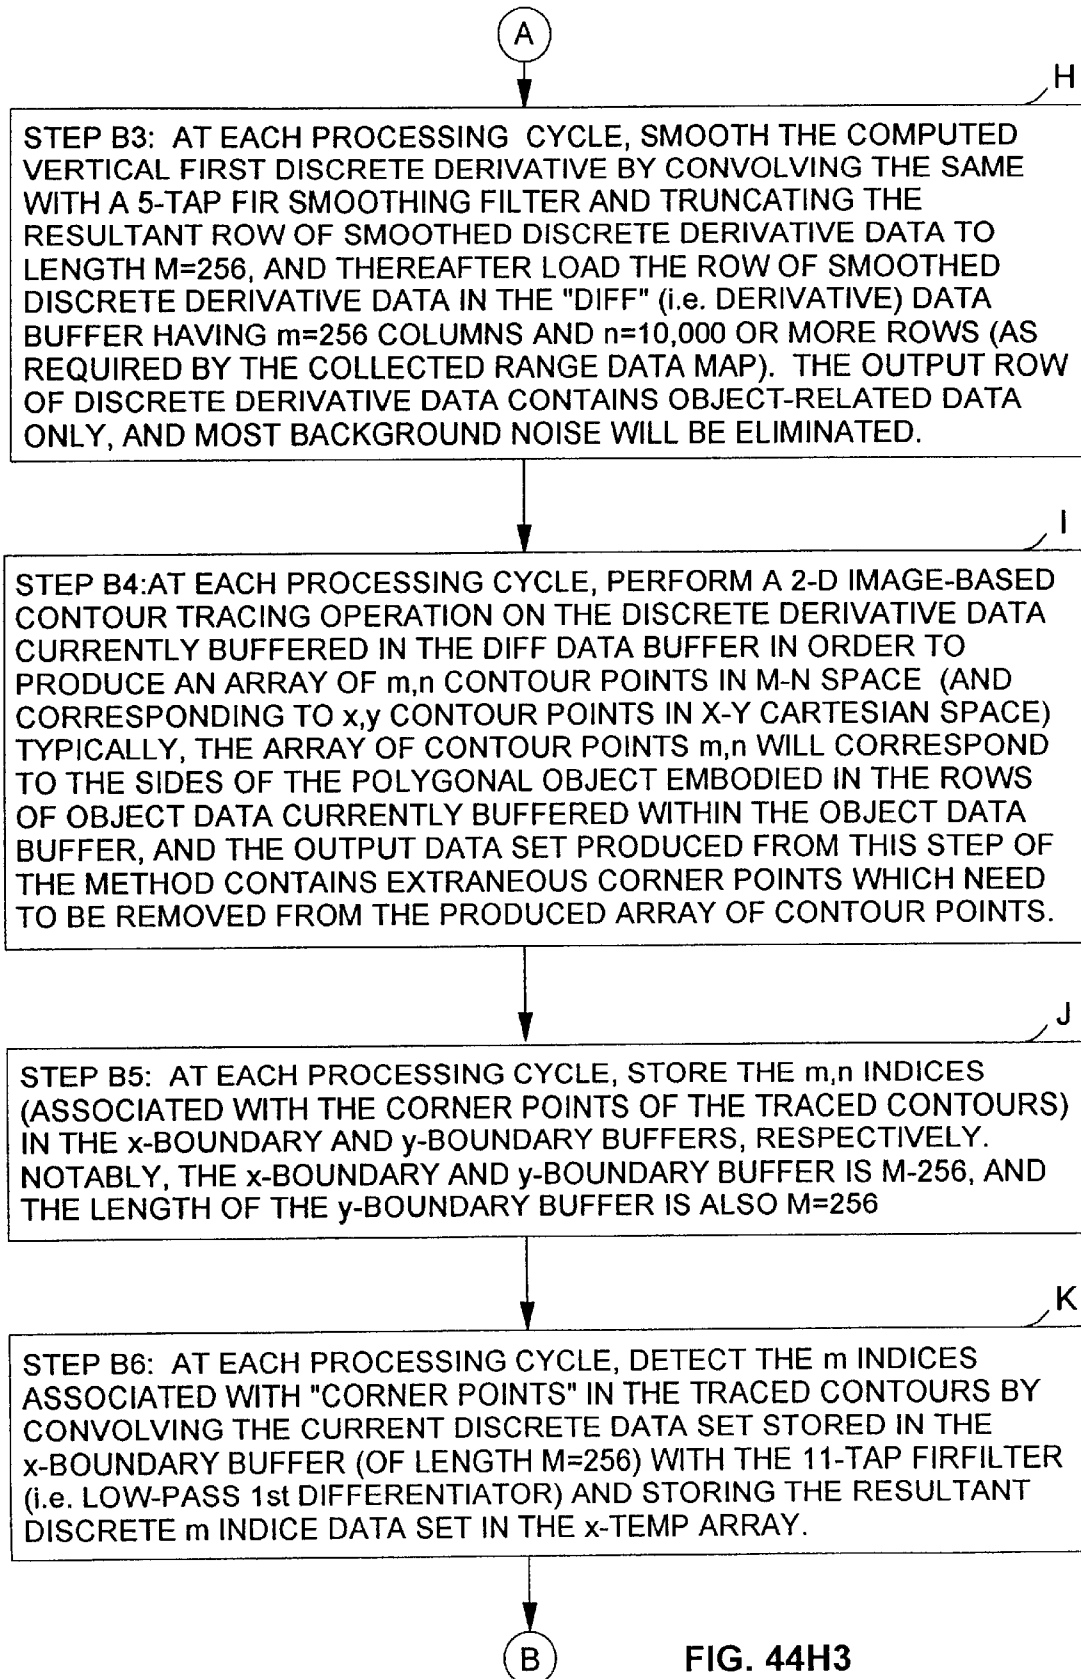 A
H
STEP B3: AT EACH PROCESSING CYCLE, SMOOTH THE COMPUTED
VERTICAL FIRST DISCRETE DERIVATIVE BY CONVOLVING THE SAME
WITH A 5-TAP FIR SMOOTHING FILTER AND TRUNCATING THE
RESULTANT ROW OF SMOOTHED DISCRETE DERIVATIVE DATA TO
LENGTH M=256, AND THEREAFTER LOAD THE ROW OF SMOOTHED
DISCRETE DERIVATIVE DATA IN THE "DIFF" (i.e. DERIVATIVE) DATA
BUFFER HAVING m=256 COLUMNS AND n=10,000 OR MORE ROWS (AS
REQUIRED BY THE COLLECTED RANGE DATA MAP). THE OUTPUT ROW
OF DISCRETE DERIVATIVE DATA CONTAINS OBJECT-RELATED DATA
ONLY, AND MOST BACKGROUND NOISE WILL BE ELIMINATED.
I
STEP B4:AT EACH PROCESSING CYCLE, PERFORM A 2-D IMAGE-BASED
CONTOUR TRACING OPERATION ON THE DISCRETE DERIVATIVE DATA
CURRENTLY BUFFERED IN THE DIFF DATA BUFFER IN ORDER TO
PRODUCE AN ARRAY OF m,n CONTOUR POINTS IN M-N SPACE (AND
CORRESPONDING TO x,y CONTOUR POINTS IN X-Y CARTESIAN SPACE)
TYPICALLY, THE ARRAY OF CONTOUR POINTS m,n WILL CORRESPOND
TO THE SIDES OF THE POLYGONAL OBJECT EMBODIED IN THE ROWS
OF OBJECT DATA CURRENTLY BUFFERED WITHIN THE OBJECT DATA
BUFFER, AND THE OUTPUT DATA SET PRODUCED FROM THIS STEP OF
THE METHOD CONTAINS EXTRANEOUS CORNER POINTS WHICH NEED
TO BE REMOVED FROM THE PRODUCED ARRAY OF CONTOUR POINTS.
J
STEP B5: AT EACH PROCESSING CYCLE, STORE THE m,n INDICES
(ASSOCIATED WITH THE CORNER POINTS OF THE TRACED CONTOURS)
IN THE x-BOUNDARY AND y-BOUNDARY BUFFERS, RESPECTIVELY.
NOTABLY, THE x-BOUNDARY AND y-BOUNDARY BUFFER IS M-256, AND
THE LENGTH OF THE y-BOUNDARY BUFFER IS ALSO M=256
K
STEP B6: AT EACH PROCESSING CYCLE, DETECT THE m INDICES
ASSOCIATED WITH "CORNER POINTS" IN THE TRACED CONTOURS BY
CONVOLVING THE CURRENT DISCRETE DATA SET STORED IN THE
x-BOUNDARY BUFFER (OF LENGTH M=256) WITH THE 11-TAP FIRFILTER
(i.e. LOW-PASS 1st DIFFERENTIATOR) AND STORING THE RESULTANT
DISCRETE m INDICE DATA SET IN THE x-TEMP ARRAY.
B
FIG. 44H3